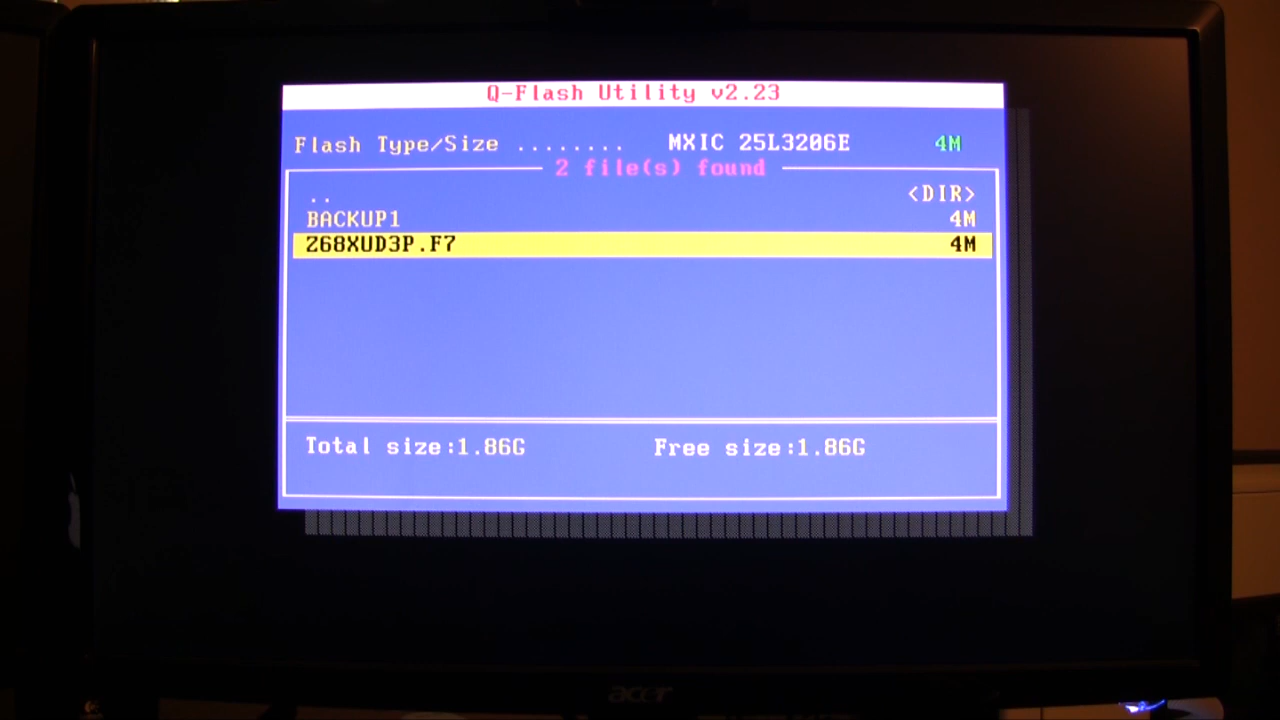 Q-Flash Utility v2.23
Flash Type/Size ........ MXIC 25L3206E 4M
2 file(s) found
.. <DIR>
BACKUP1 4M
Z68XUD3P.F7 4M
Total size:1.86G Free size:1.86G
acer